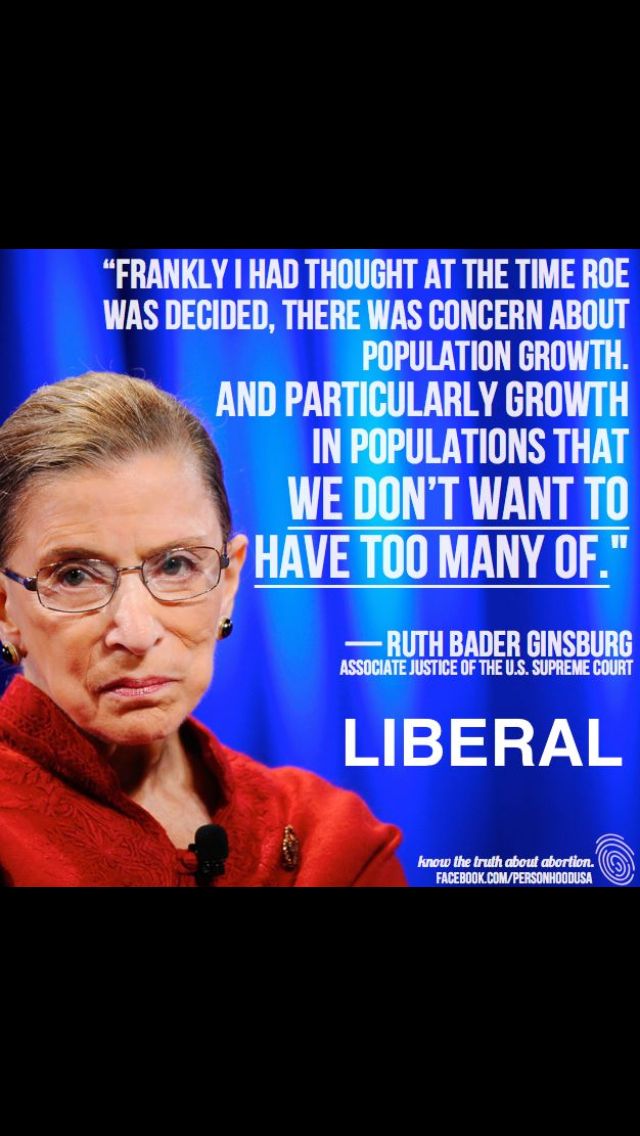 “FRANKLY I HAD THOUGHT AT THE TIME ROE
WAS DECIDED, THERE WAS CONCERN ABOUT
POPULATION GROWTH.
AND PARTICULARLY GROWTH
IN POPULATIONS THAT
WE DON'T WANT TO
HAVE TOO MANY OF."
— RUTH BADER GINSBURG
ASSOCIATE JUSTICE OF THE U.S. SUPREME COURT
LIBERAL
know the truth about abortion.
FACEBOOK.COM/PERSONHOODUSA